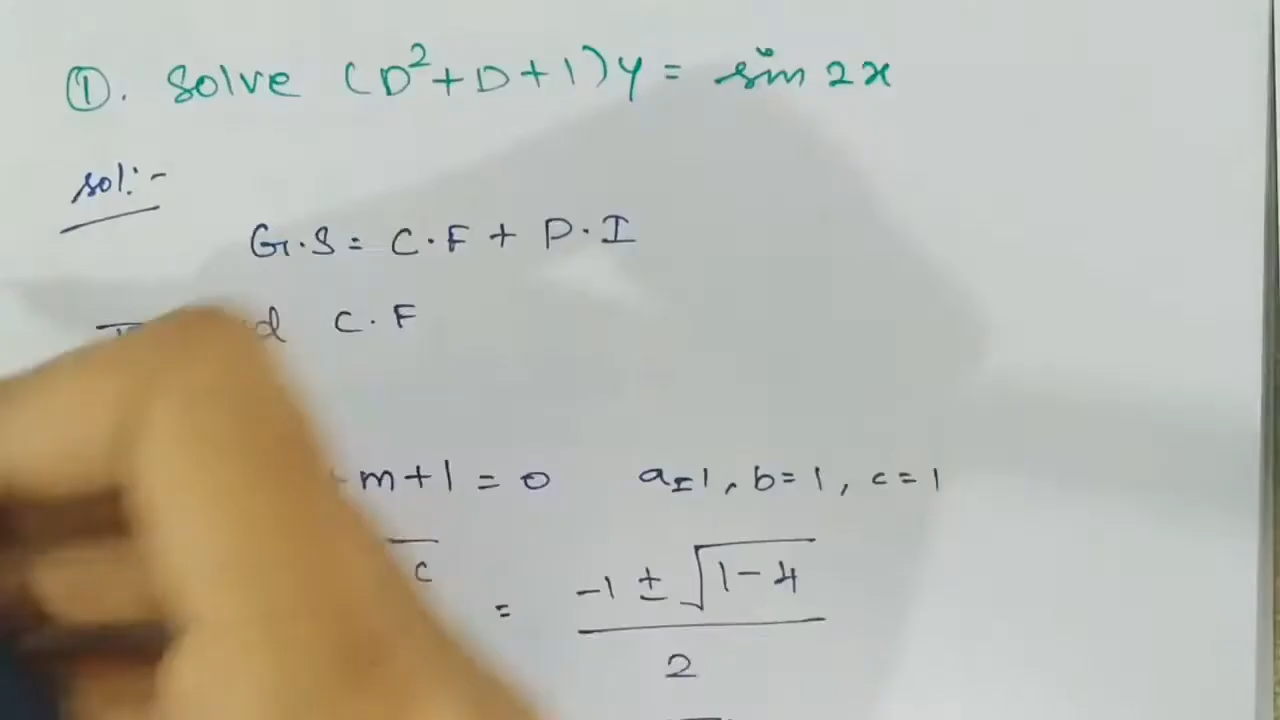 ①. Solve (D²+D+1)y = sin 2x
Sol:-
G.S = C.F + P.I
C.F
m+1 = 0 a=1, b=1, c=1
c = -1 ± √1-4
2